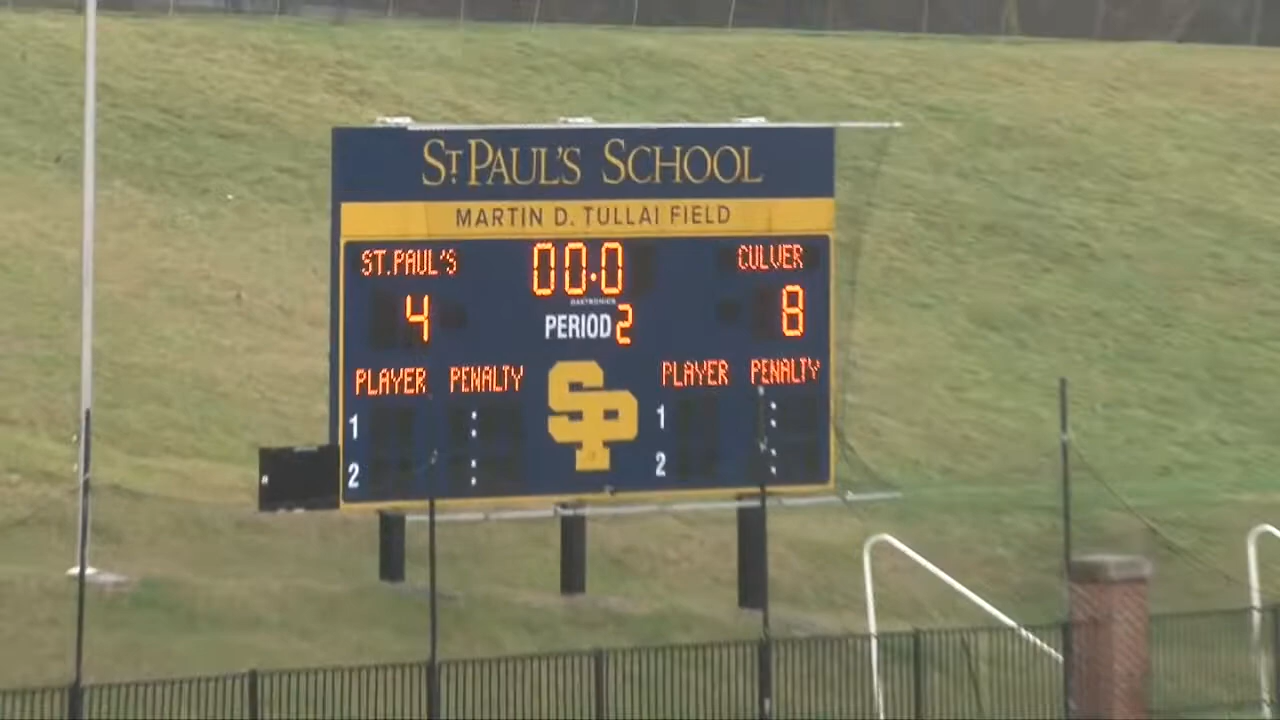 ST. PAUL'S SCHOOL
MARTIN D. TULLAI FIELD
ST.PAUL'S 00.0 CULVER
DAKTRONICS
4 PERIOD 2 8
PLAYER PENALTY PLAYER PENALTY
1 : SP 1 :
2 : 2 :